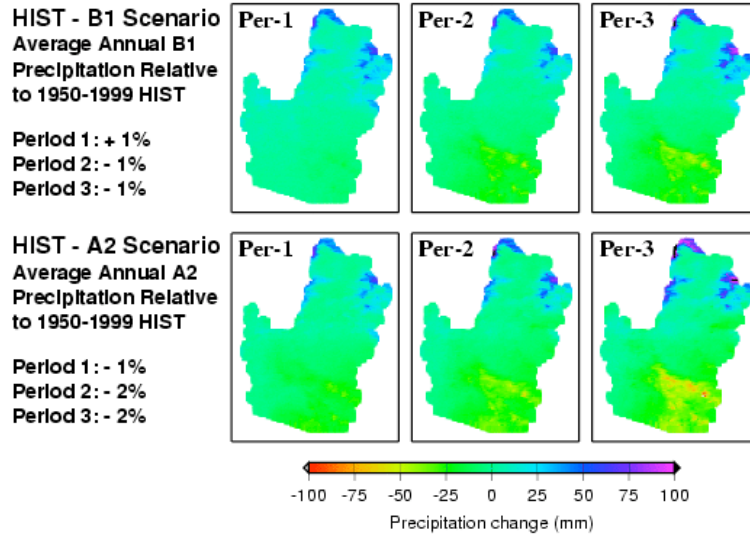 HIST - B1 Scenario
Average Annual B1
Precipitation Relative
to 1950-1999 HIST
Period 1: + 1%
Period 2: - 1%
Period 3: - 1%
Per-1
Per-2
Per-3
HIST - A2 Scenario
Average Annual A2
Precipitation Relative
to 1950-1999 HIST
Period 1: - 1%
Period 2: - 2%
Period 3: - 2%
Per-1
Per-2
Per-3
-100 -75 -50 -25 0 25 50 75 100
Precipitation change (mm)